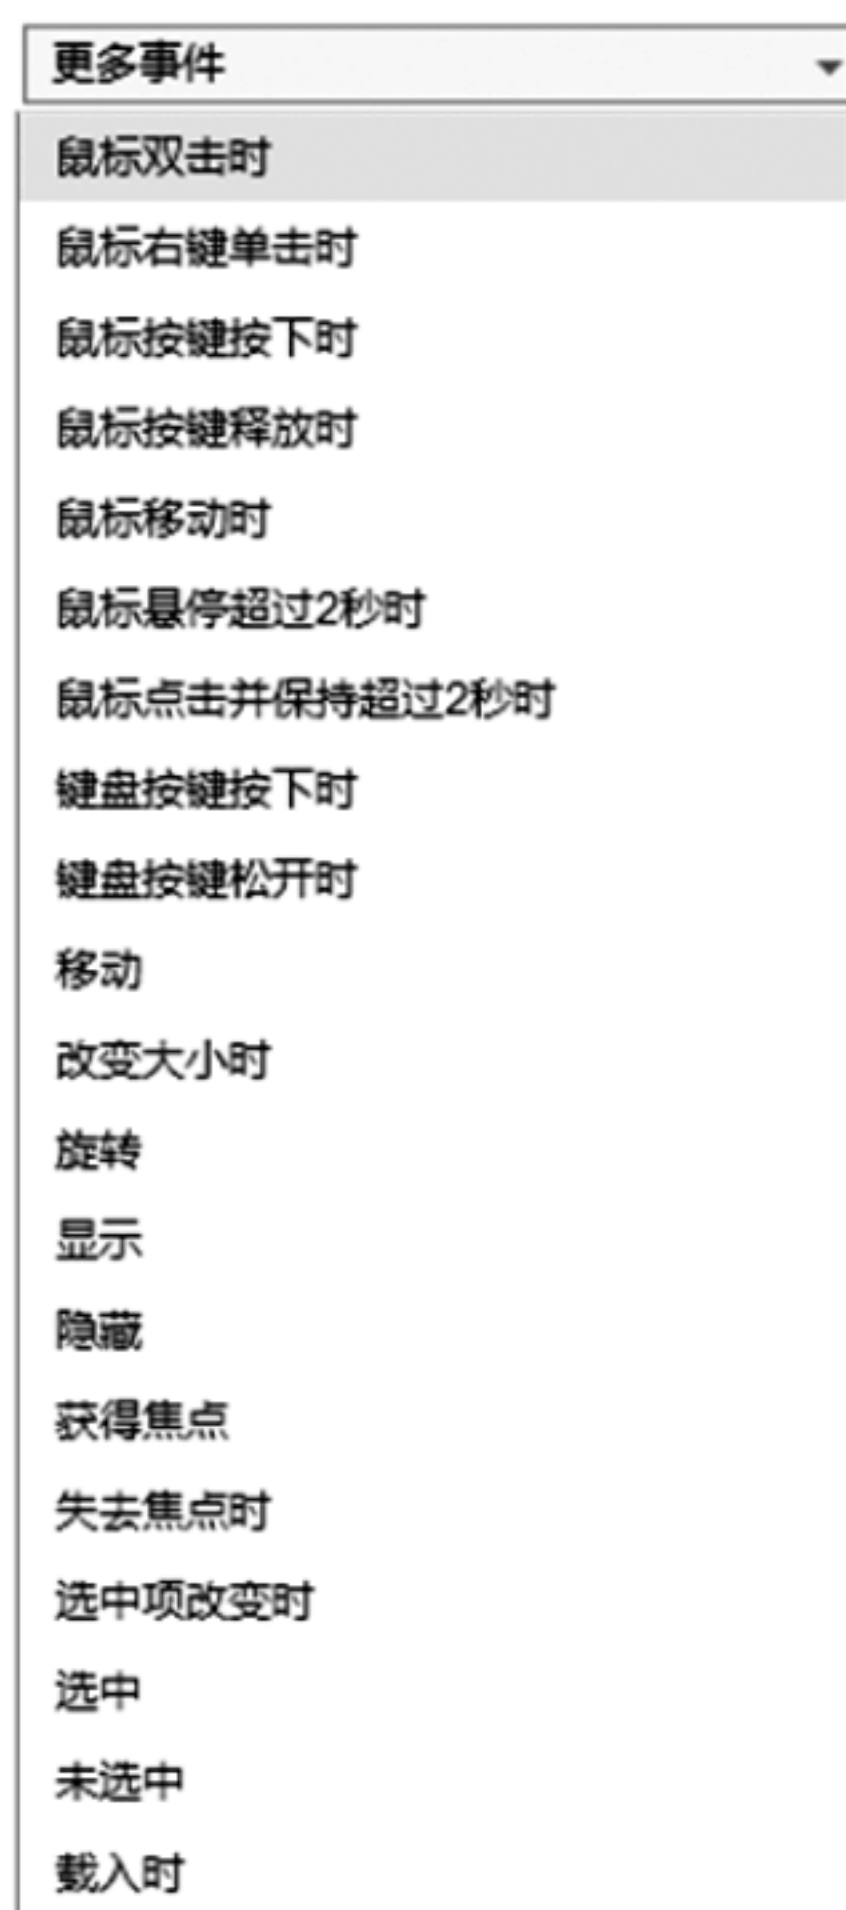 更多事件
鼠标双击时
鼠标右键单击时
鼠标按键按下时
鼠标按键释放时
鼠标移动时
鼠标悬停超过2秒时
鼠标点击并保持超过2秒时
键盘按键按下时
键盘按键松开时
移动
改变大小时
旋转
显示
隐藏
获得焦点
失去焦点时
选中项改变时
选中
未选中
载入时